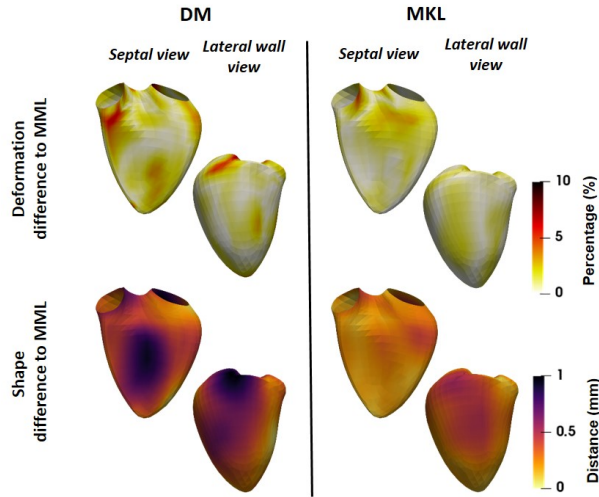 DM
MKL
Septal view
Lateral wall
view
Septal view
Lateral wall
view
Deformation
difference to MML
10
5
0
Percentage (%)
Shape
difference to MML
1
0.5
0
Distance (mm)